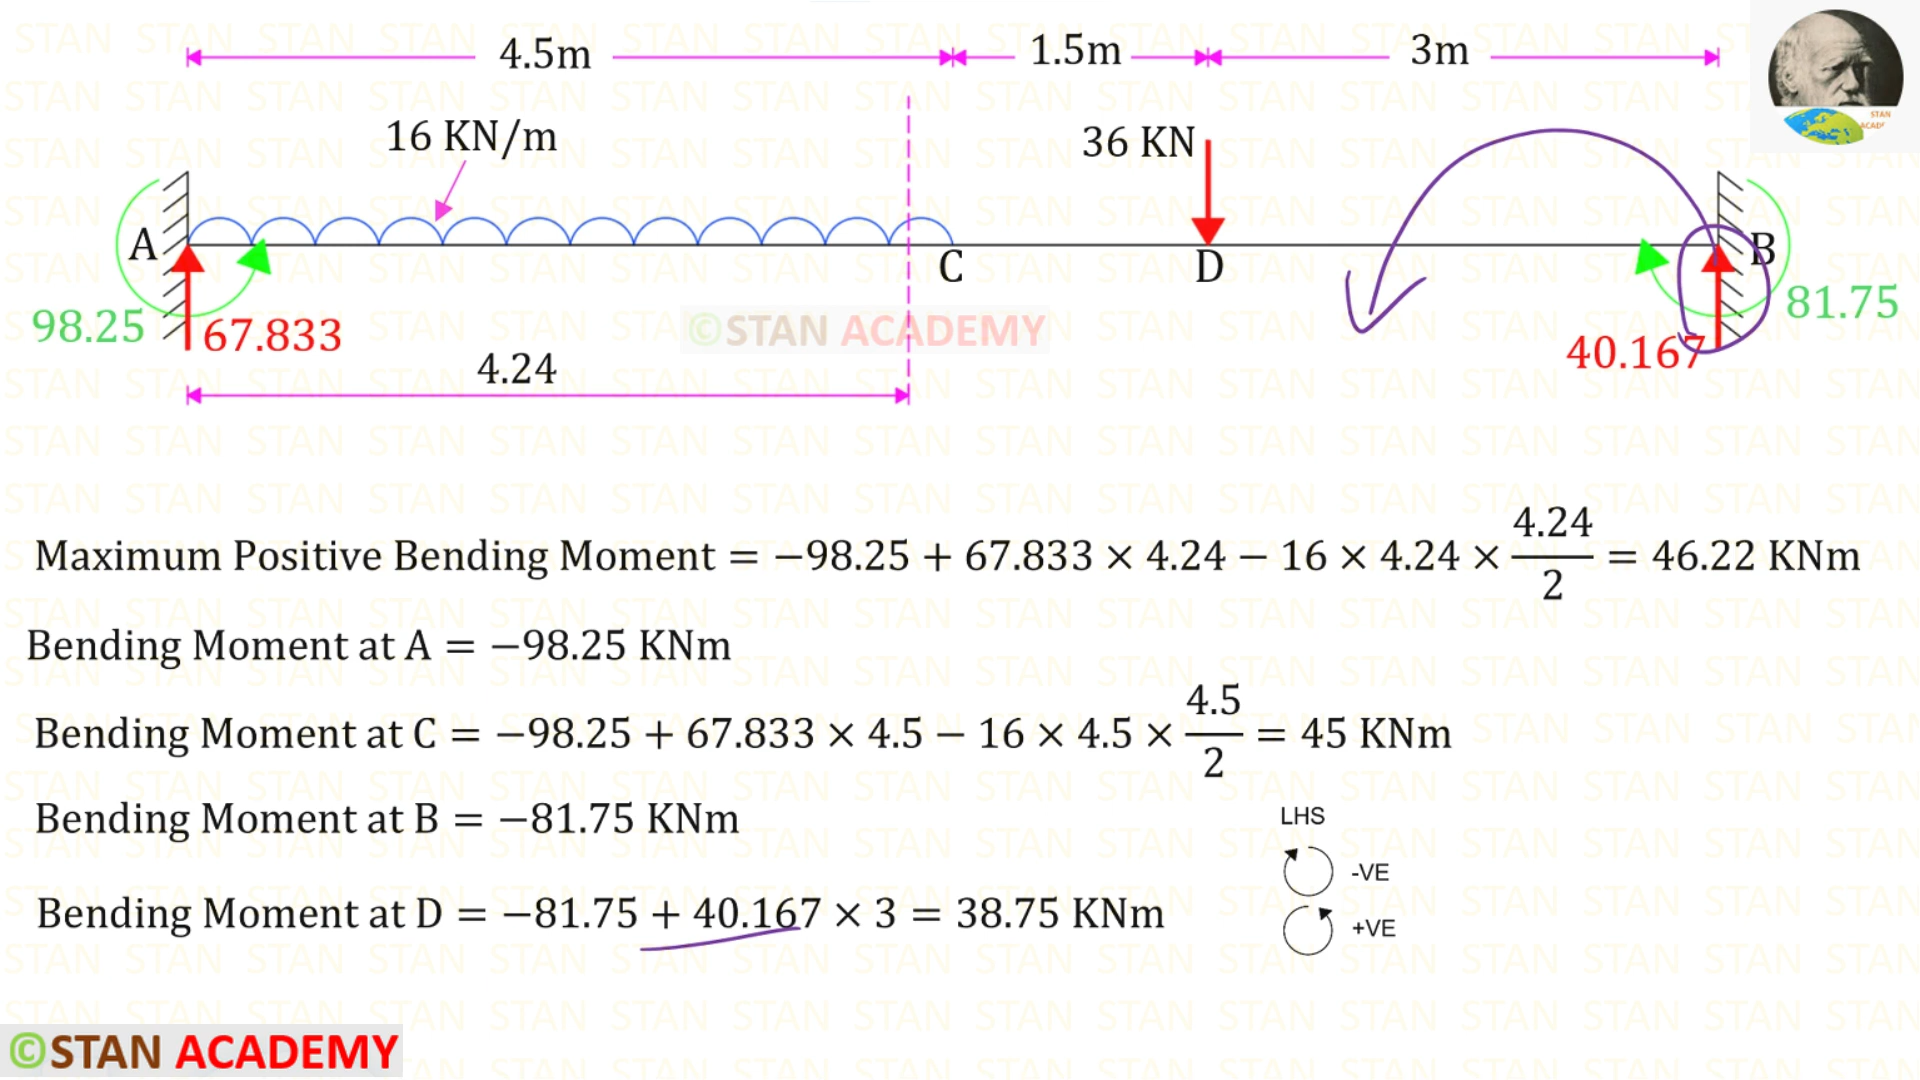 4.5m 1.5m 3m
16 KN/m 36 KN
A C D B
98.25 67.833 40.167 81.75
4.24
©STAN ACADEMY
STAN
ACADY
Maximum Positive Bending Moment = −98.25 + 67.833 × 4.24 − 16 × 4.24 × 4.24/2 = 46.22 KNm
Bending Moment at A = −98.25 KNm
Bending Moment at C = −98.25 + 67.833 × 4.5 − 16 × 4.5 × 4.5/2 = 45 KNm
Bending Moment at B = −81.75 KNm
LHS
-VE
Bending Moment at D = −81.75 + 40.167 × 3 = 38.75 KNm
+VE
©STAN ACADEMY